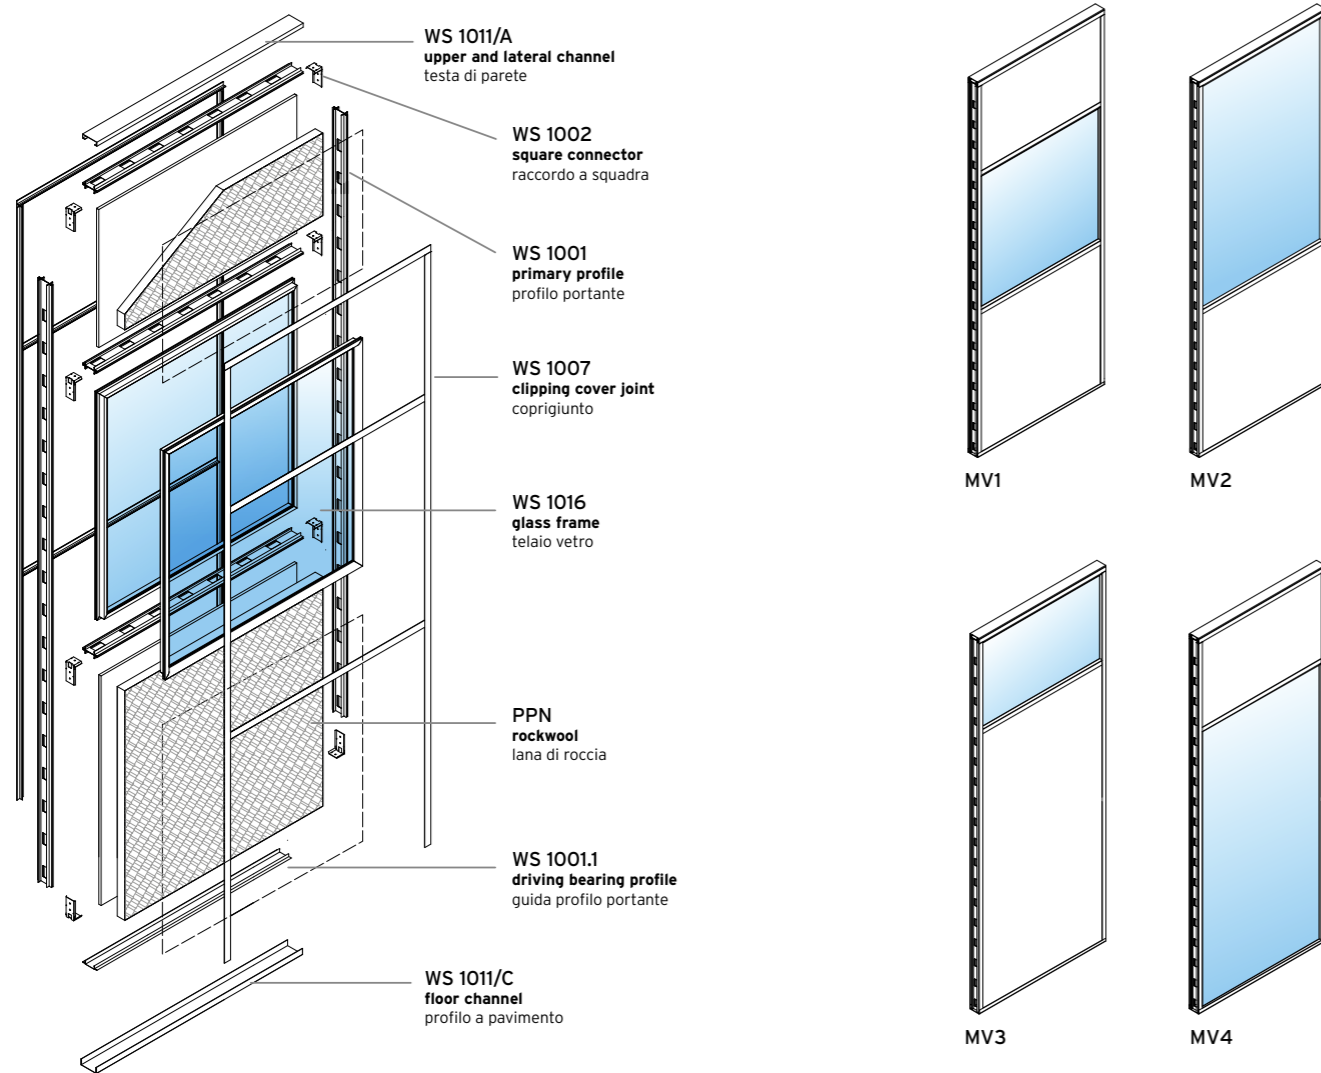 WS 1011/A
upper and lateral channel
testa di parete
WS 1002
square connector
raccordo a squadra
WS 1001
primary profile
profilo portante
WS 1007
clipping cover joint
coprigiunto
WS 1016
glass frame
telaio vetro
PPN
rockwool
lana di roccia
WS 1001.1
driving bearing profile
guida profilo portante
WS 1011/C
floor channel
profilo a pavimento
MV1
MV2
MV3
MV4